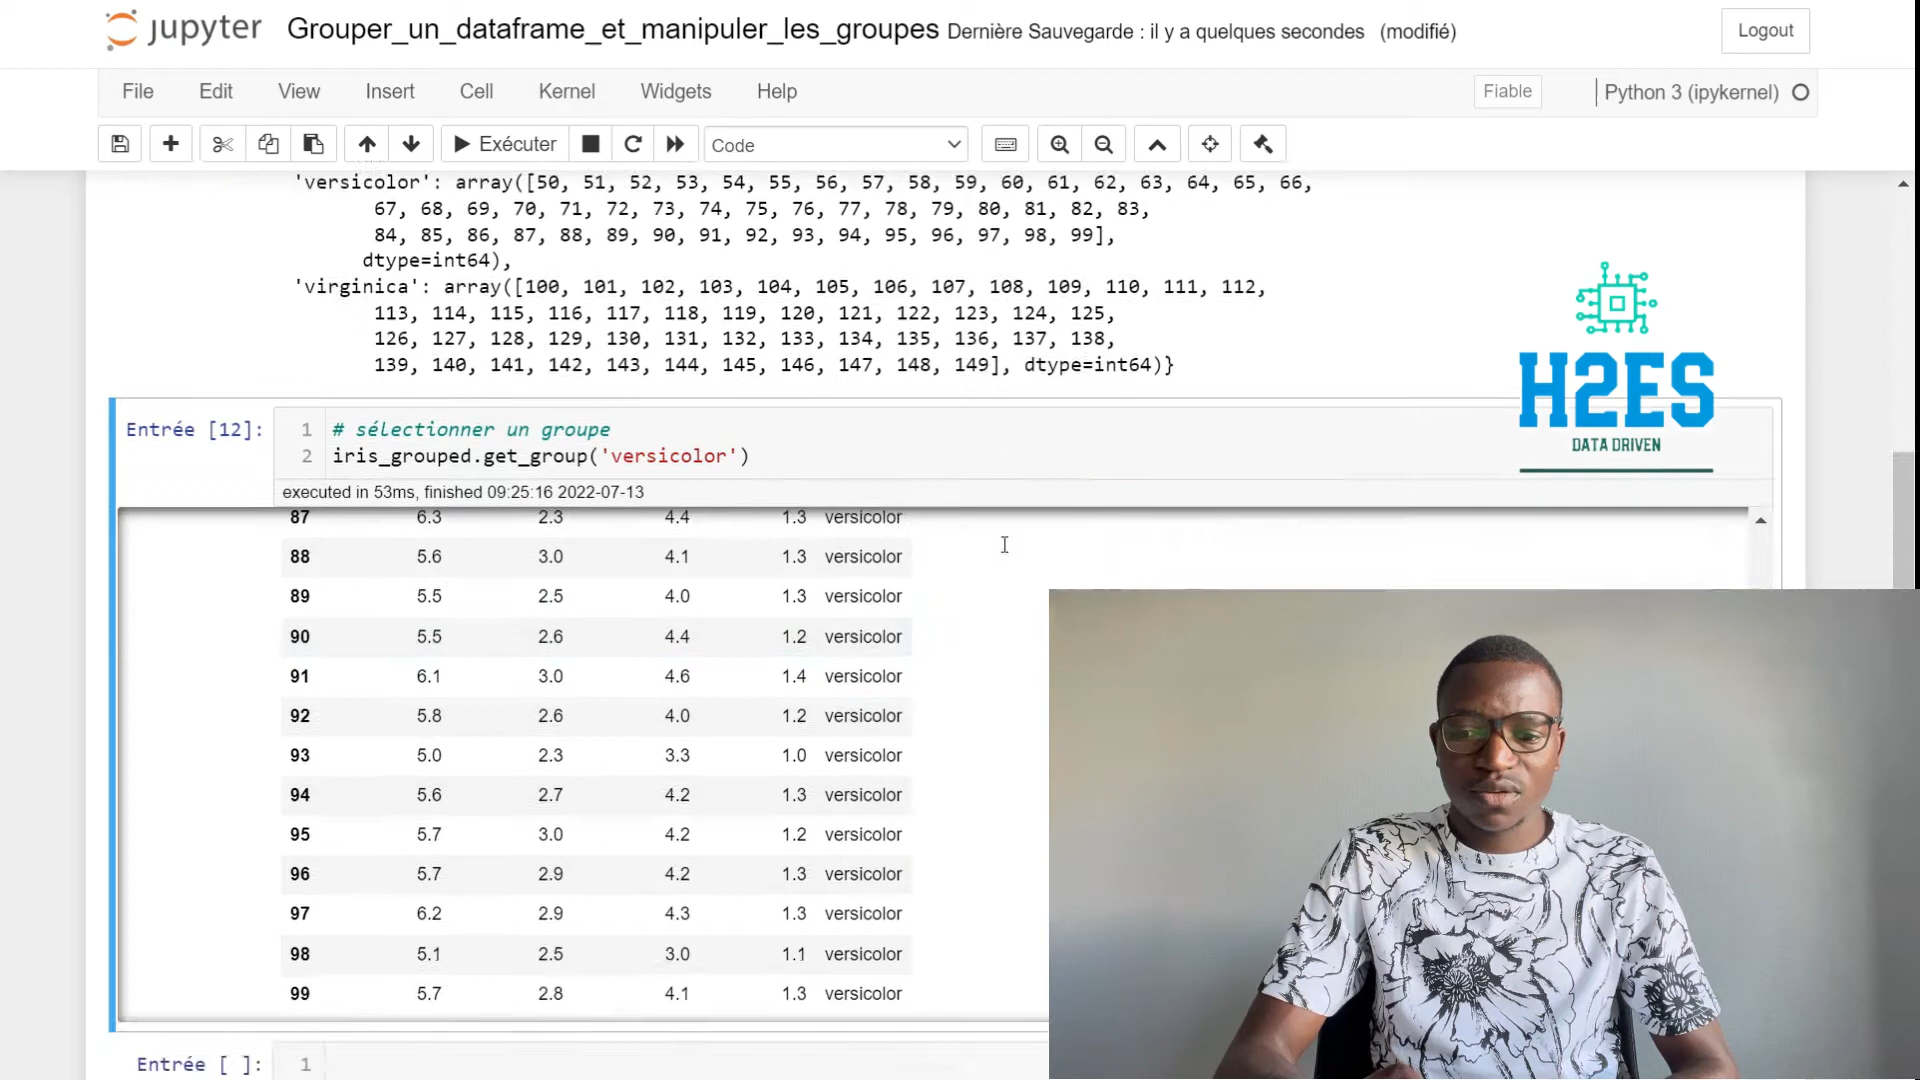 jupyter Grouper_un_dataframe_et_manipuler_les_groupes Dernière Sauvegarde : il y a quelques secondes (modifié) Logout
File Edit View Insert Cell Kernel Widgets Help Fiable Python 3 (ipykernel)
Exécuter Code
'versicolor': array([50, 51, 52, 53, 54, 55, 56, 57, 58, 59, 60, 61, 62, 63, 64, 65, 66,
67, 68, 69, 70, 71, 72, 73, 74, 75, 76, 77, 78, 79, 80, 81, 82, 83,
84, 85, 86, 87, 88, 89, 90, 91, 92, 93, 94, 95, 96, 97, 98, 99],
dtype=int64),
'virginica': array([100, 101, 102, 103, 104, 105, 106, 107, 108, 109, 110, 111, 112,
113, 114, 115, 116, 117, 118, 119, 120, 121, 122, 123, 124, 125,
126, 127, 128, 129, 130, 131, 132, 133, 134, 135, 136, 137, 138,
139, 140, 141, 142, 143, 144, 145, 146, 147, 148, 149], dtype=int64)}
H2ES
DATA DRIVEN
Entrée [12]: 1 # sélectionner un groupe
2 iris_grouped.get_group('versicolor')
executed in 53ms, finished 09:25:16 2022-07-13
87 6.3 2.3 4.4 1.3 versicolor
88 5.6 3.0 4.1 1.3 versicolor
89 5.5 2.5 4.0 1.3 versicolor
90 5.5 2.6 4.4 1.2 versicolor
91 6.1 3.0 4.6 1.4 versicolor
92 5.8 2.6 4.0 1.2 versicolor
93 5.0 2.3 3.3 1.0 versicolor
94 5.6 2.7 4.2 1.3 versicolor
95 5.7 3.0 4.2 1.2 versicolor
96 5.7 2.9 4.2 1.3 versicolor
97 6.2 2.9 4.3 1.3 versicolor
98 5.1 2.5 3.0 1.1 versicolor
99 5.7 2.8 4.1 1.3 versicolor
Entrée [ ]: 1